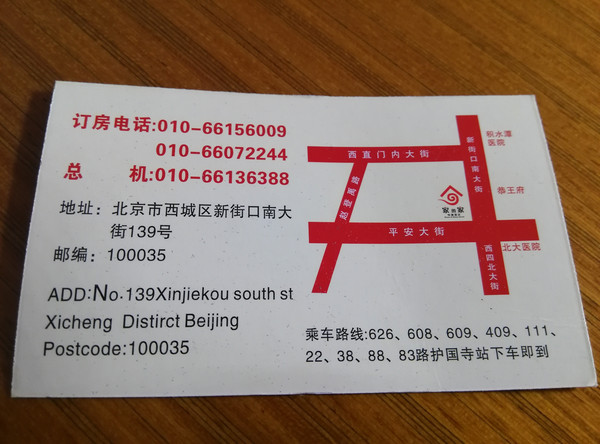 订房电话:010-66156009
010-66072244
总 机:010-66136388
地址: 北京市西城区新街口南大
街139号
邮编: 100035
ADD:No.139Xinjiekou south st
Xicheng Distirct Beijing
Postcode:100035
积水潭
医院
西直门内大街
新街口南大街
赵登禹路
恭王府
平安大街
北大医院
西四北大街
乘车路线:626、608、609、409、111、
22、38、88、83路护国寺站下车即到